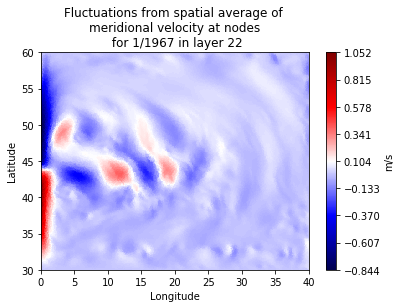 Fluctuations from spatial average of
meridional velocity at nodes
for 1/1967 in layer 22
60
55
50
45
40
35
30
Latitude
0 5 10 15 20 25 30 35 40
Longitude
1.052
0.815
0.578
0.341
0.104
−0.133
−0.370
−0.607
−0.844
m/s